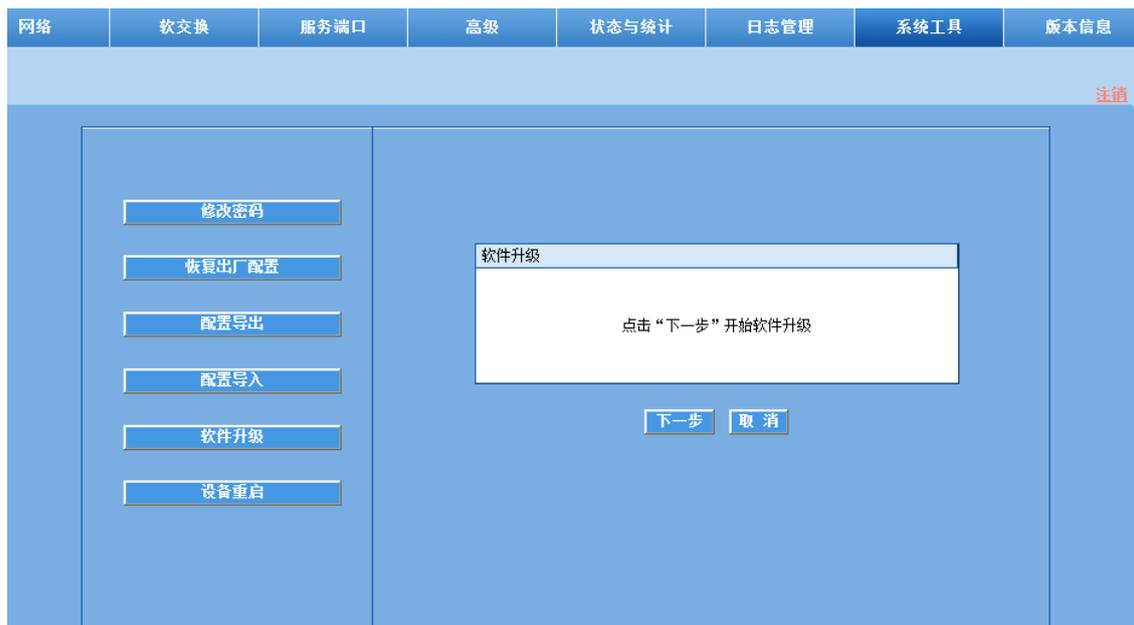 网络 软交换 服务端口 高级 状态与统计 日志管理 系统工具 版本信息
注销
修改密码
恢复出厂配置
配置导出
配置导入
软件升级
设备重启
软件升级
点击“下一步”开始软件升级
下一步 取 消